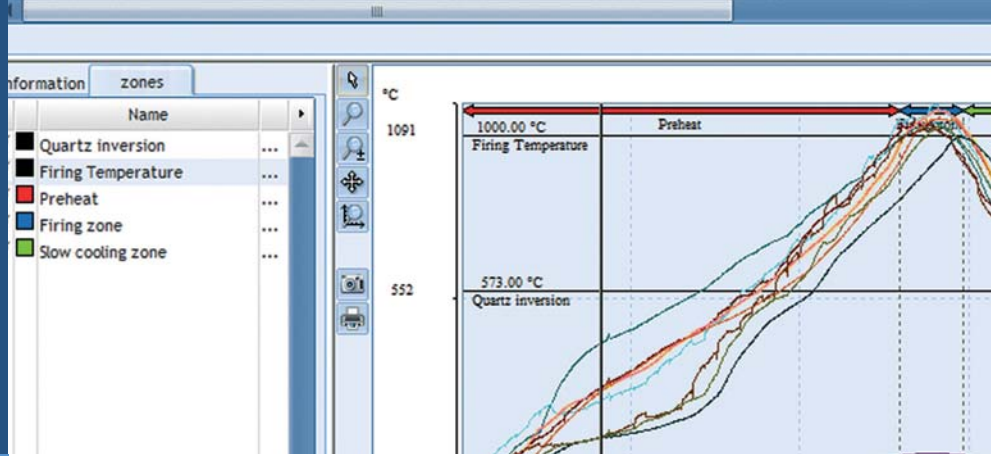 nformation zones
Name
Quartz inversion ...
Firing Temperature ...
Preheat ...
Firing zone ...
Slow cooling zone ...
°C
1091
552
Preheat
1000.00 °C
Firing Temperature
573.00 °C
Quartz inversion